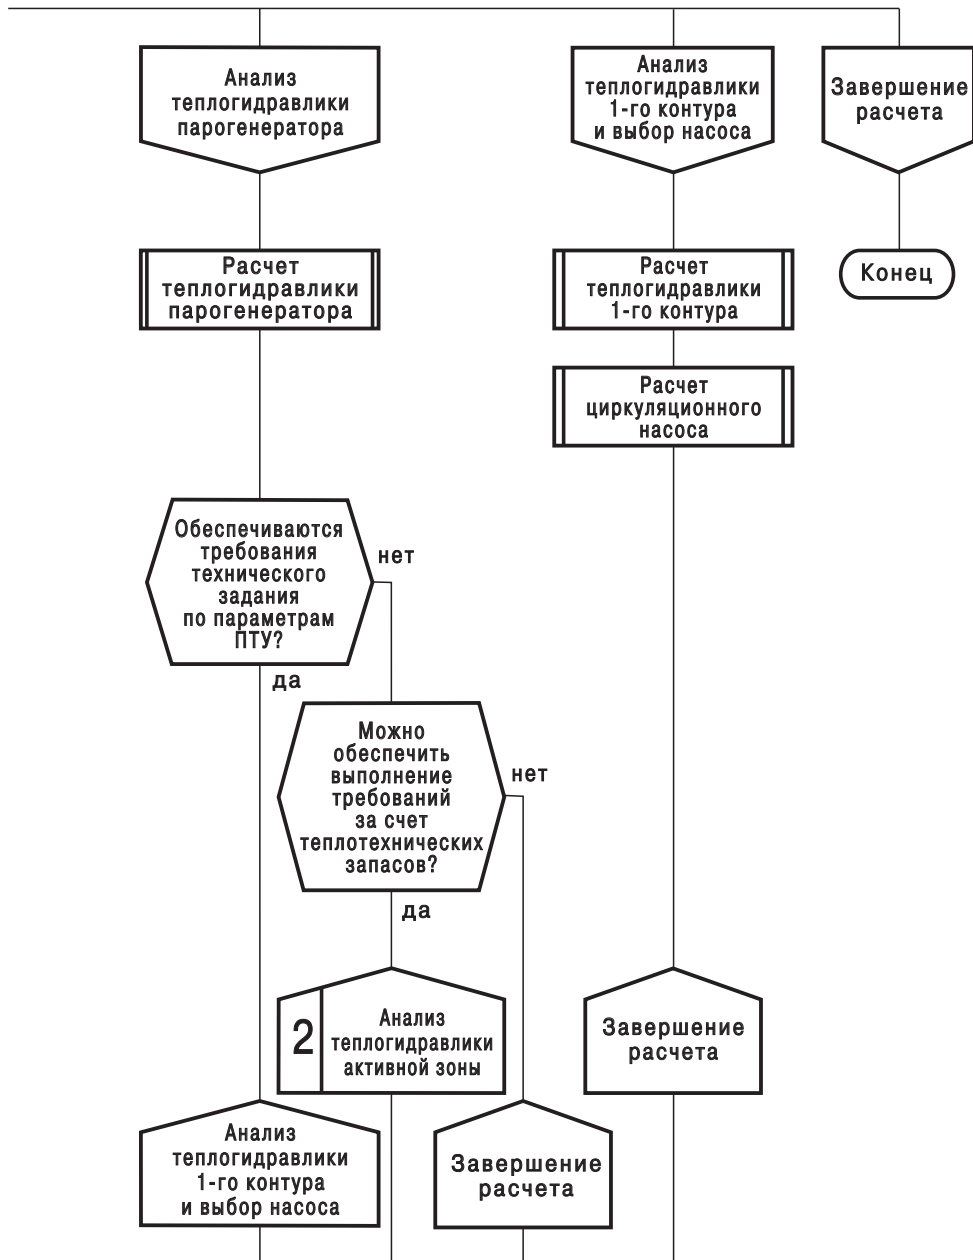 Анализ
теплогидравлики
парогенератора
Анализ
теплогидравлики
1-го контура
и выбор насоса
Завершение
расчета
Расчет
теплогидравлики
парогенератора
Расчет
теплогидравлики
1-го контура
Конец
Расчет
циркуляционного
насоса
Обеспечиваются
требования
технического
задания
по параметрам
ПТУ?
нет
да
Можно
обеспечить
выполнение
требований
за счет
теплотехнических
запасов?
нет
да
2
Анализ
теплогидравлики
активной зоны
Завершение
расчета
Анализ
теплогидравлики
1-го контура
и выбор насоса
Завершение
расчета